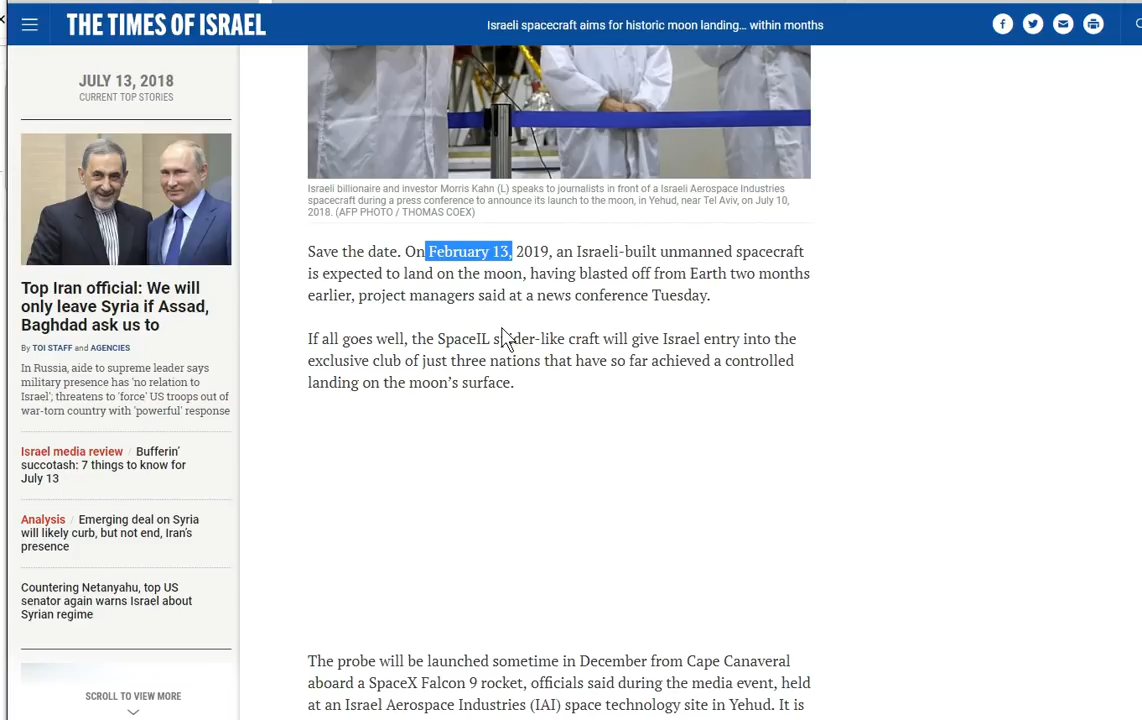 THE TIMES OF ISRAEL
Israeli spacecraft aims for historic moon landing... within months
JULY 13, 2018
CURRENT TOP STORIES
Top Iran official: We will
only leave Syria if Assad,
Baghdad ask us to
By TOI STAFF and AGENCIES
In Russia, aide to supreme leader says
military presence has 'no relation to
Israel'; threatens to 'force' US troops out of
war-torn country with 'powerful' response
Israel media review / Bufferin'
succotash: 7 things to know for
July 13
Analysis / Emerging deal on Syria
will likely curb, but not end, Iran's
presence
Countering Netanyahu, top US
senator again warns Israel about
Syrian regime
SCROLL TO VIEW MORE
Israeli billionaire and investor Morris Kahn (L) speaks to journalists in front of a Israeli Aerospace Industries
spacecraft during a press conference to announce its launch to the moon, in Yehud, near Tel Aviv, on July 10,
2018. (AFP PHOTO / THOMAS COEX)
Save the date. On February 13, 2019, an Israeli-built unmanned spacecraft
is expected to land on the moon, having blasted off from Earth two months
earlier, project managers said at a news conference Tuesday.
If all goes well, the SpaceIL spider-like craft will give Israel entry into the
exclusive club of just three nations that have so far achieved a controlled
landing on the moon's surface.
The probe will be launched sometime in December from Cape Canaveral
aboard a SpaceX Falcon 9 rocket, officials said during the media event, held
at an Israel Aerospace Industries (IAI) space technology site in Yehud. It is